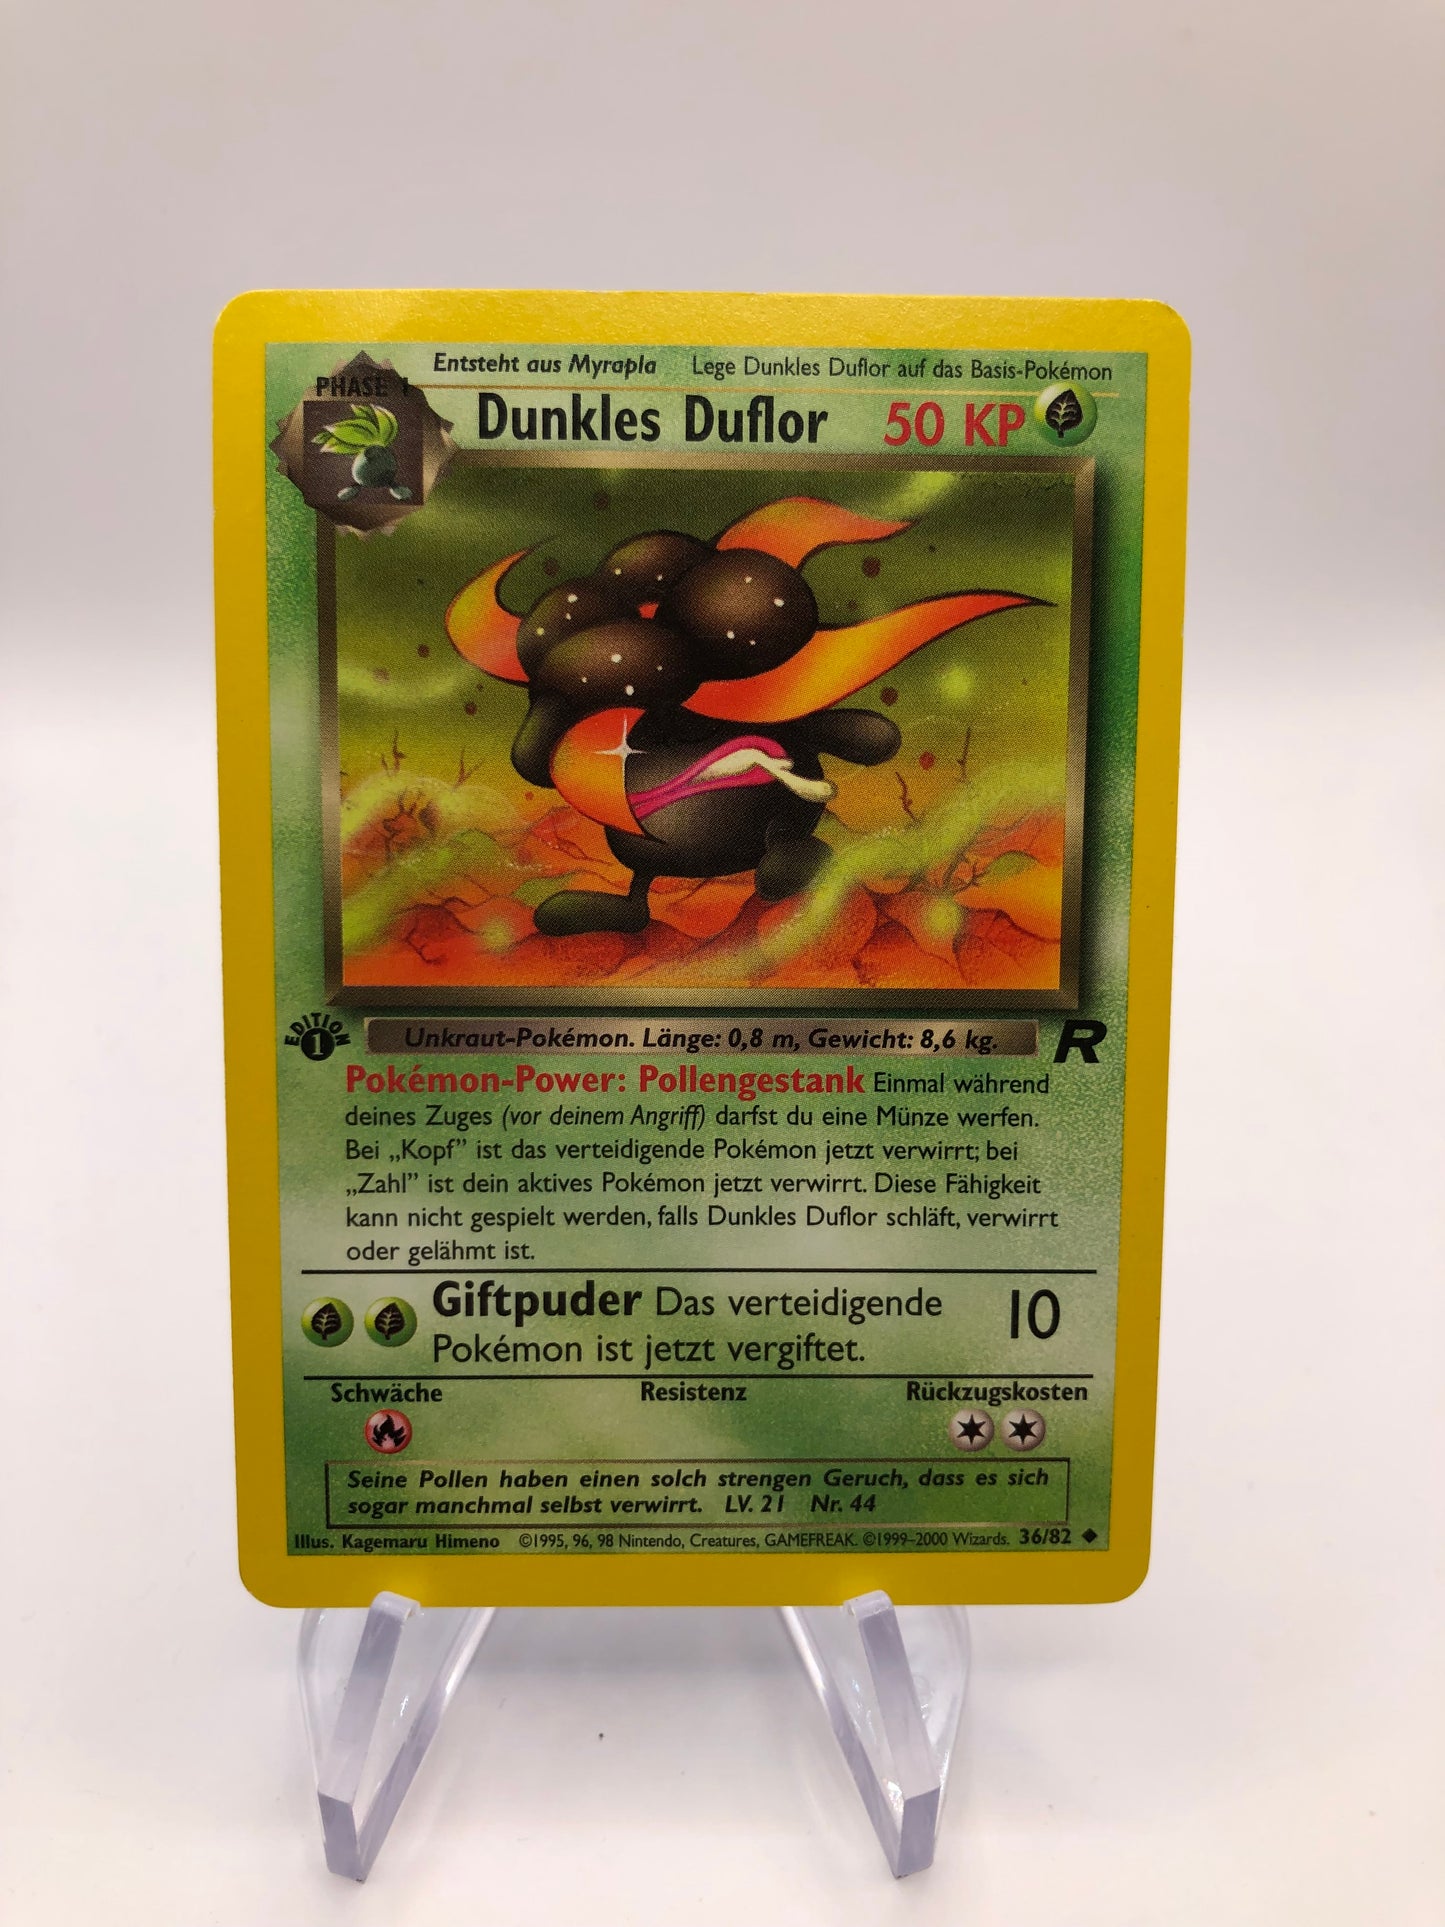 Entsteht aus Myrapla Lege Dunkles Duflor auf das Basis-Pokémon
PHASE 1
Dunkles Duflor 50 KP
EDITION
1
Unkraut-Pokémon. Länge: 0,8 m, Gewicht: 8,6 kg.
R
Pokémon-Power: Pollengestank Einmal während
deines Zuges (vor deinem Angriff) darfst du eine Münze werfen.
Bei „Kopf” ist das verteidigende Pokémon jetzt verwirrt; bei
„Zahl” ist dein aktives Pokémon jetzt verwirrt. Diese Fähigkeit
kann nicht gespielt werden, falls Dunkles Duflor schläft, verwirrt
oder gelähmt ist.
Giftpuder Das verteidigende 10
Pokémon ist jetzt vergiftet.
Schwäche Resistenz Rückzugskosten
Seine Pollen haben einen solch strengen Geruch, dass es sich
sogar manchmal selbst verwirrt. LV. 21 Nr. 44
Illus. Kagemaru Himeno ©1995, 96, 98 Nintendo, Creatures, GAMEFREAK. ©1999–2000 Wizards. 36/82